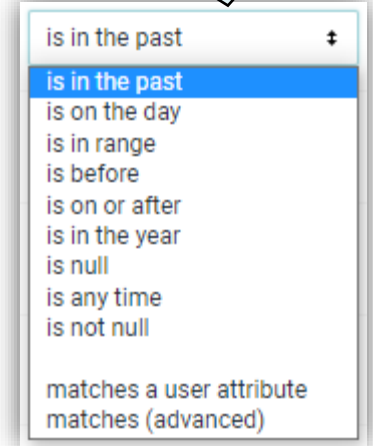 is in the past
is in the past
is on the day
is in range
is before
is on or after
is in the year
is null
is any time
is not null
matches a user attribute
matches (advanced)